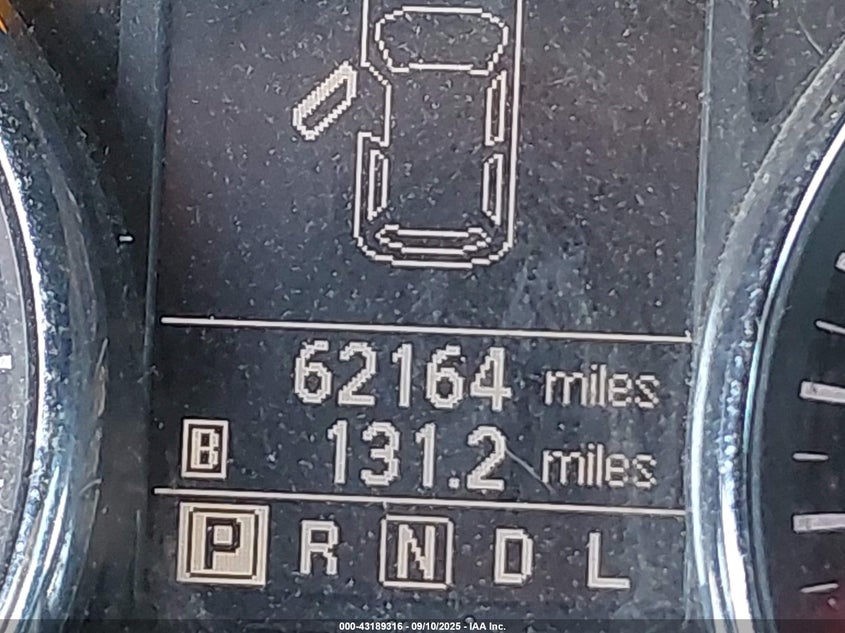 62164 miles
B 131.2 miles
P R N D L
000-43189316 - 09/10/2025 - IAA Inc.